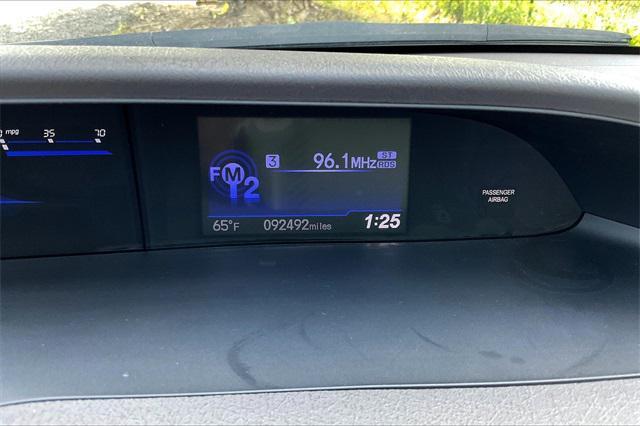 mpg 35 70
FM2 3 96.1MHz ST
RDS
PASSENGER
AIRBAG
65°F 092492miles 1:25